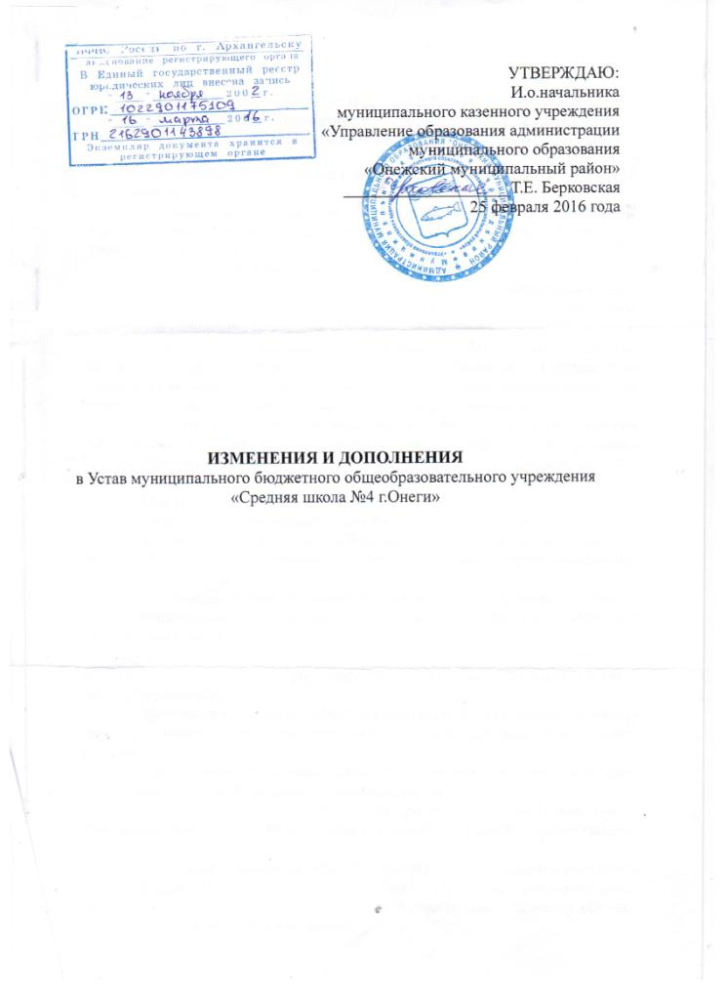 ИФНС России по г. Архангельску
наименование регистрирующего органа
В Единый государственный реестр
юридических лиц внесена запись
"13" ноября 2002 г.
ОГРН 1022901175109
"16" марта 2016 г.
ГРН 2162901143898
Экземпляр документа хранится в
регистрирующем органе
УТВЕРЖДАЮ:
И.о.начальника
муниципального казенного учреждения
«Управление образования администрации
муниципального образования
«Онежский муниципальный район»
Т.Е. Берковская
25 февраля 2016 года
ИЗМЕНЕНИЯ И ДОПОЛНЕНИЯ
в Устав муниципального бюджетного общеобразовательного учреждения
«Средняя школа №4 г.Онеги»